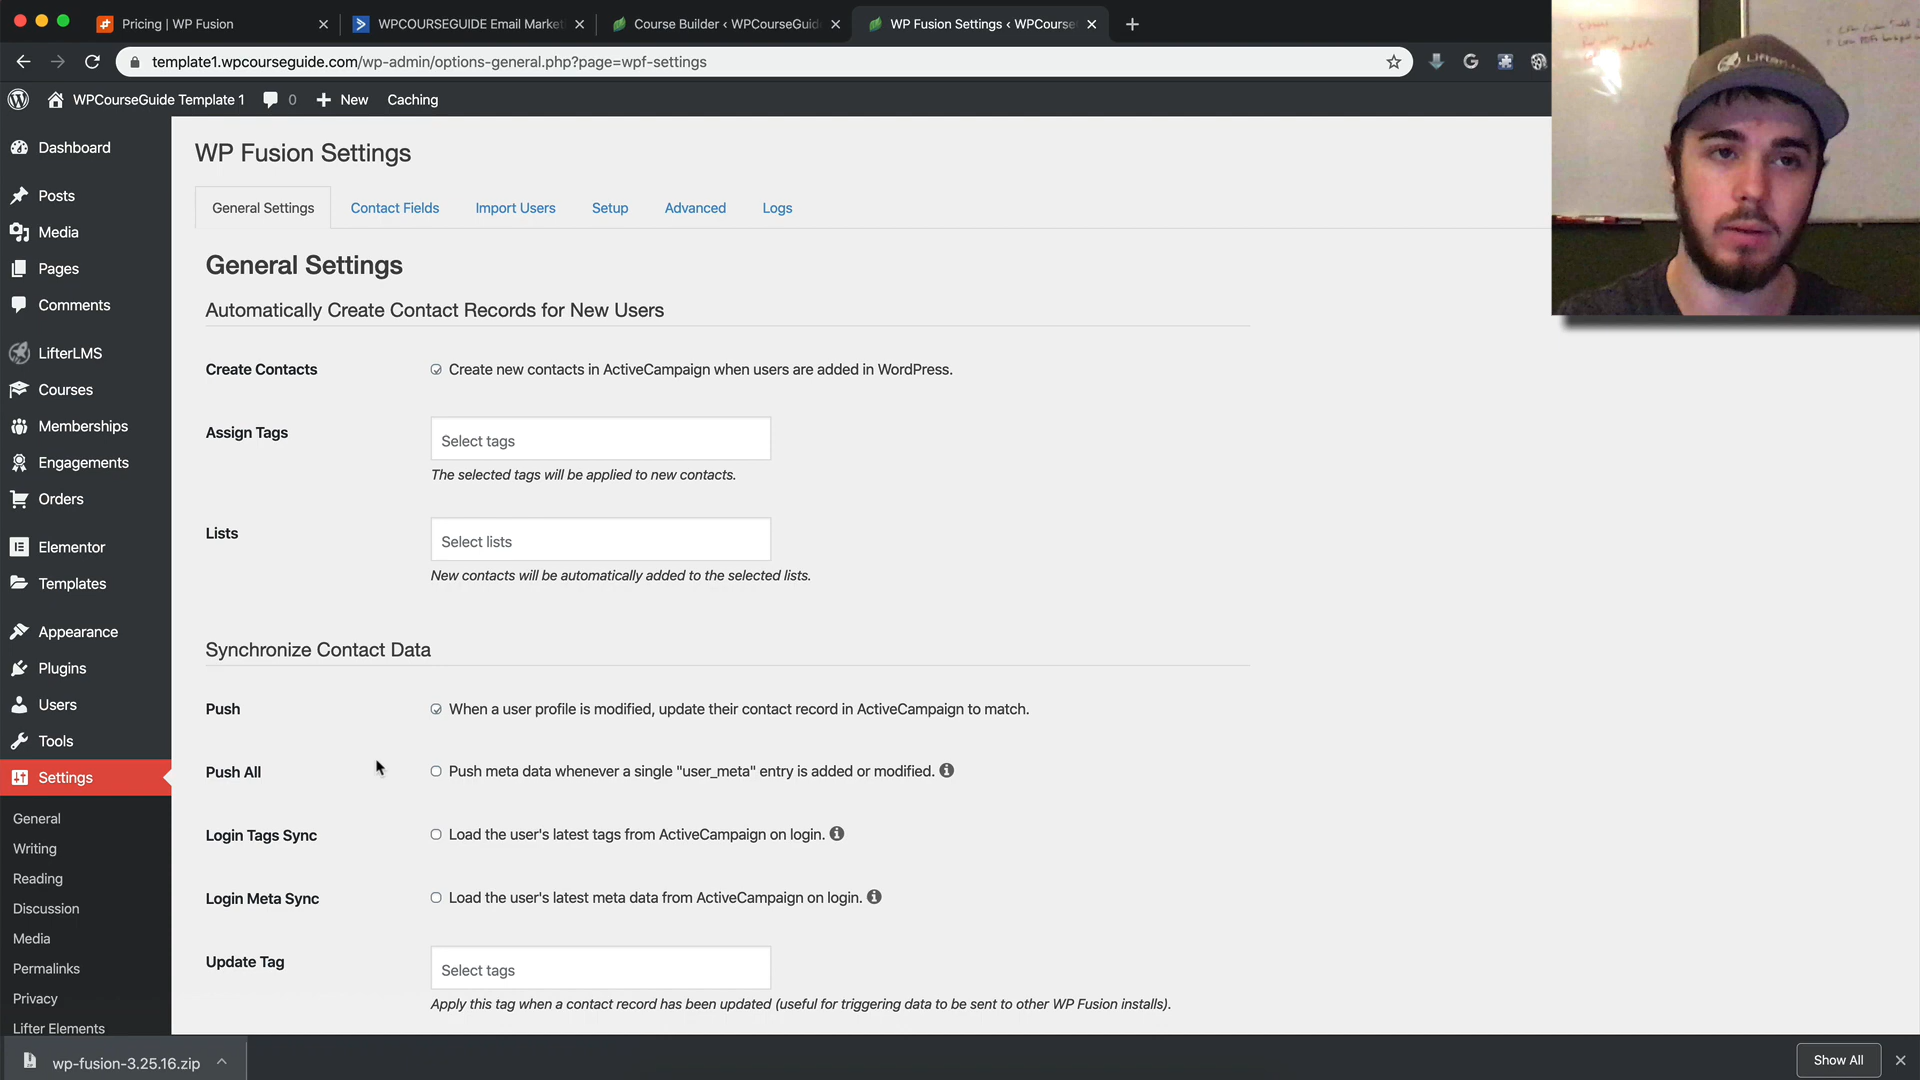 Pricing | WP Fusion
WPCOURSEGUIDE Email Market
Course Builder ‹ WPCourseGuid
WP Fusion Settings ‹ WPCourse
template1.wpcourseguide.com/wp-admin/options-general.php?page=wpf-settings
WPCourseGuide Template 1
0
New
Caching
Dashboard
Posts
Media
Pages
Comments
LifterLMS
Courses
Memberships
Engagements
Orders
Elementor
Templates
Appearance
Plugins
Users
Tools
Settings
General
Writing
Reading
Discussion
Media
Permalinks
Privacy
Lifter Elements
WP Fusion Settings
General Settings
Contact Fields
Import Users
Setup
Advanced
Logs
General Settings
Automatically Create Contact Records for New Users
Create Contacts
Create new contacts in ActiveCampaign when users are added in WordPress.
Assign Tags
Select tags
The selected tags will be applied to new contacts.
Lists
Select lists
New contacts will be automatically added to the selected lists.
Synchronize Contact Data
Push
When a user profile is modified, update their contact record in ActiveCampaign to match.
Push All
Push meta data whenever a single "user_meta" entry is added or modified.
Login Tags Sync
Load the user's latest tags from ActiveCampaign on login.
Login Meta Sync
Load the user's latest meta data from ActiveCampaign on login.
Update Tag
Select tags
Apply this tag when a contact record has been updated (useful for triggering data to be sent to other WP Fusion installs).
wp-fusion-3.25.16.zip
Show All